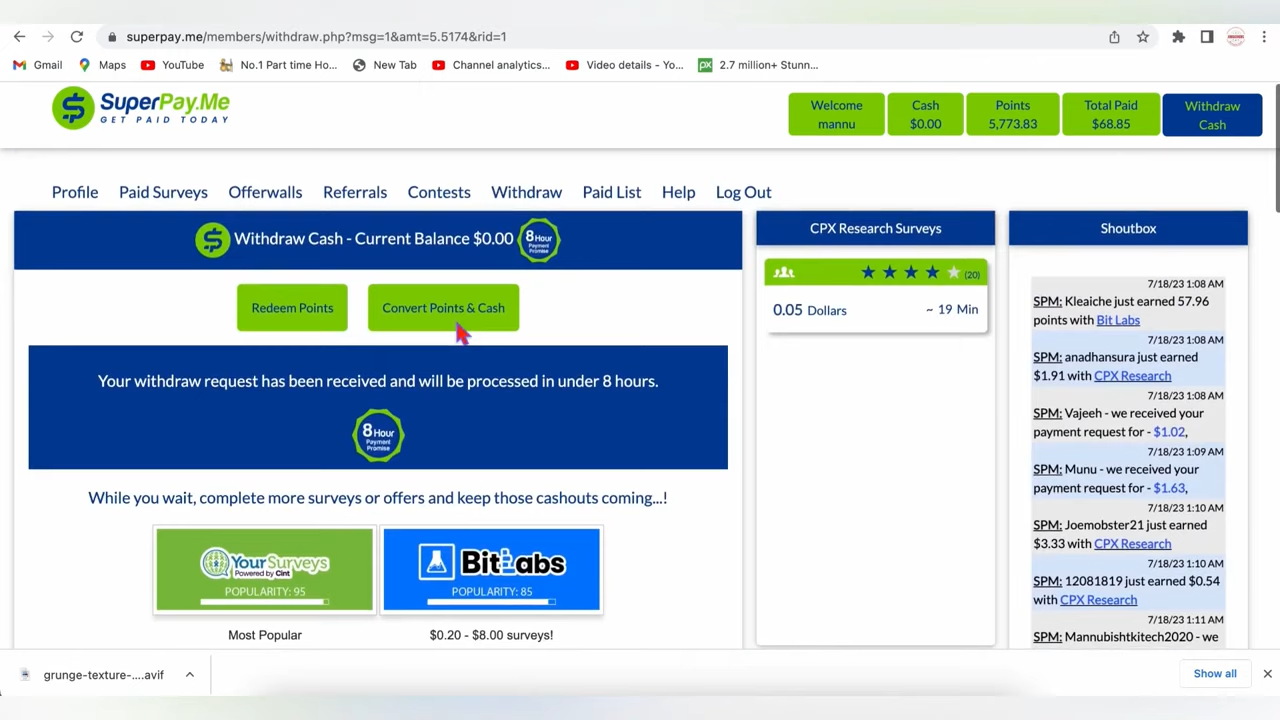 superpay.me/members/withdraw.php?msg=1&amt=5.5174&rid=1
Gmail
Maps
YouTube
No.1 Part time Ho...
New Tab
Channel analytics...
Video details - Yo...
2.7 million+ Stunn...
SuperPay.Me
GET PAID TODAY
Welcome
mannu
Cash
$0.00
Points
5,773.83
Total Paid
$68.85
Withdraw
Cash
Profile
Paid Surveys
Offerwalls
Referrals
Contests
Withdraw
Paid List
Help
Log Out
Withdraw Cash - Current Balance $0.00
8 Hour
Payment
Promise
Redeem Points
Convert Points & Cash
Your withdraw request has been received and will be processed in under 8 hours.
8 Hour
Payment
Promise
While you wait, complete more surveys or offers and keep those cashouts coming...!
YourSurveys
Powered by Cint
POPULARITY: 95
Most Popular
BitLabs
POPULARITY: 85
$0.20 - $8.00 surveys!
CPX Research Surveys
(20)
0.05 Dollars
~ 19 Min
Shoutbox
7/18/23 1:08 AM
SPM: Kleaiche just earned 57.96
points with Bit Labs
7/18/23 1:08 AM
SPM: anadhansura just earned
$1.91 with CPX Research
7/18/23 1:08 AM
SPM: Vajeeh - we received your
payment request for - $1.02,
7/18/23 1:09 AM
SPM: Munu - we received your
payment request for - $1.63,
7/18/23 1:10 AM
SPM: Joemobster21 just earned
$3.33 with CPX Research
7/18/23 1:10 AM
SPM: 12081819 just earned $0.54
with CPX Research
7/18/23 1:11 AM
SPM: Mannubishtkitech2020 - we
grunge-texture-....avif
Show all